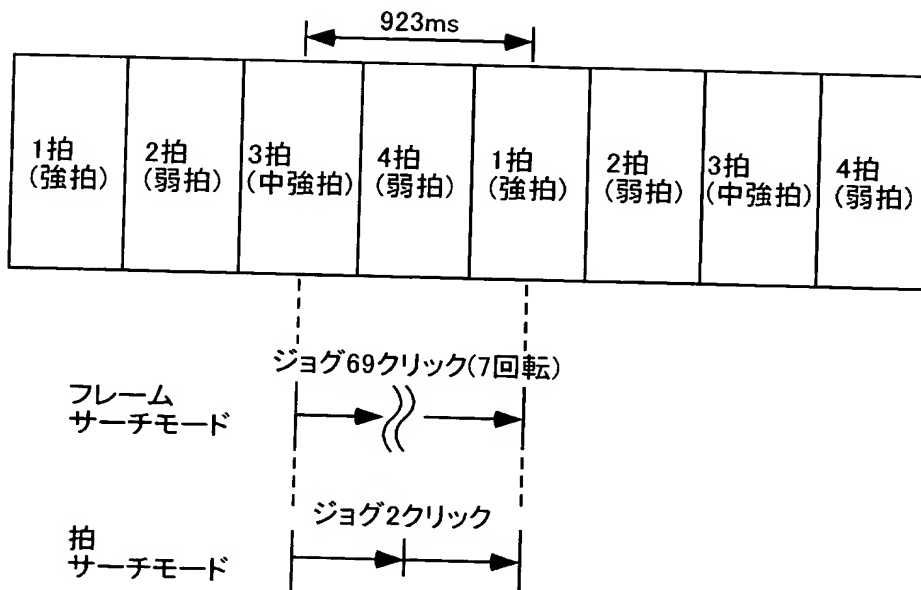 923ms
1拍
(強拍)
2拍
(弱拍)
3拍
(中強拍)
4拍
(弱拍)
1拍
(強拍)
2拍
(弱拍)
3拍
(中強拍)
4拍
(弱拍)
ジョグ69クリック(7回転)
フレーム
サーチモード
ジョグ2クリック
拍
サーチモード